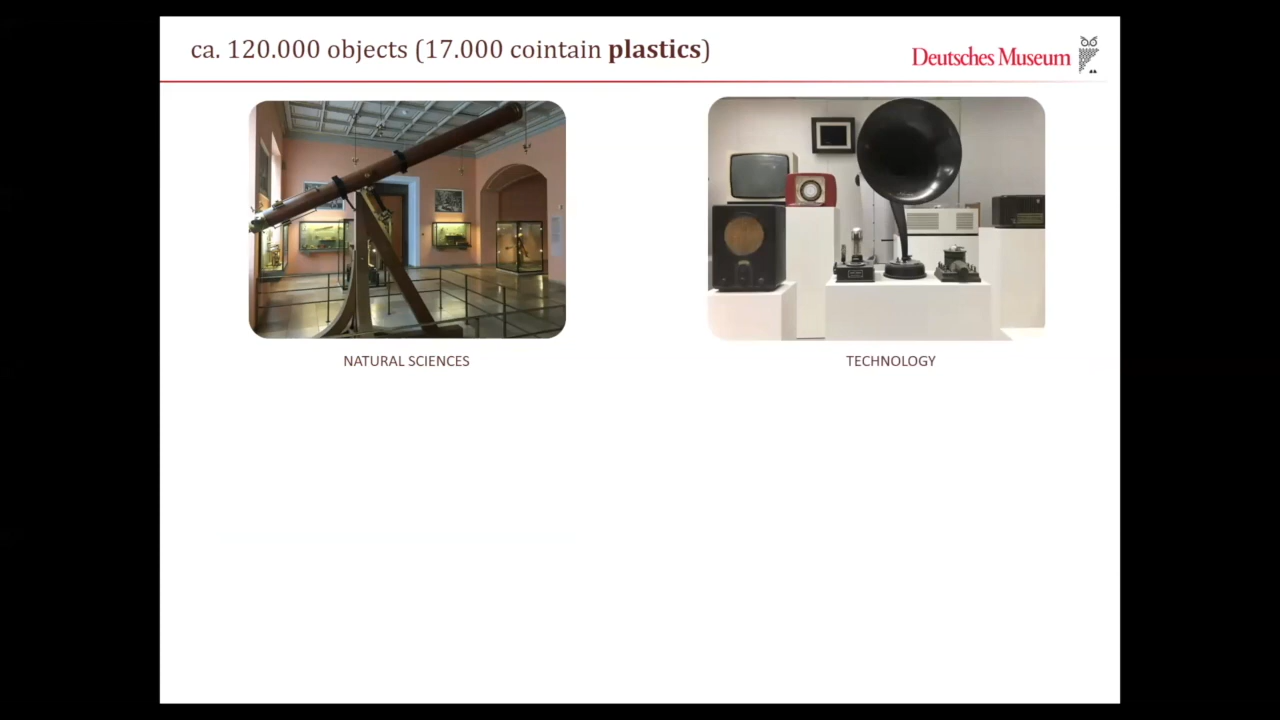 ca. 120.000 objects (17.000 cointain plastics)
Deutsches Museum
NATURAL SCIENCES
TECHNOLOGY